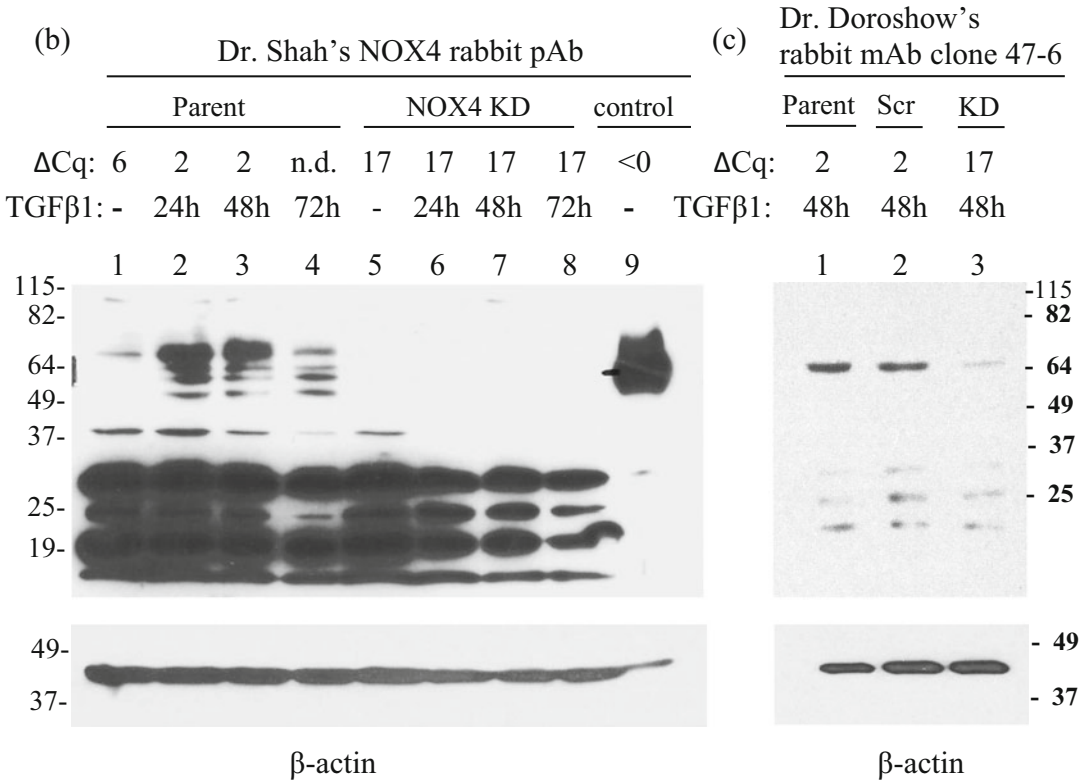 (b)
Dr. Shah's NOX4 rabbit pAb
Parent NOX4 KD control
ΔCq: 6 2 2 n.d. 17 17 17 17 <0
TGFβ1: - 24h 48h 72h - 24h 48h 72h -
1 2 3 4 5 6 7 8 9
115-
82-
64-
49-
37-
25-
19-
49-
37-
β-actin
(c)
Dr. Doroshow's
rabbit mAb clone 47-6
Parent Scr KD
ΔCq: 2 2 17
TGFβ1: 48h 48h 48h
1 2 3
-115
- 82
- 64
- 49
- 37
- 25
- 49
- 37
β-actin